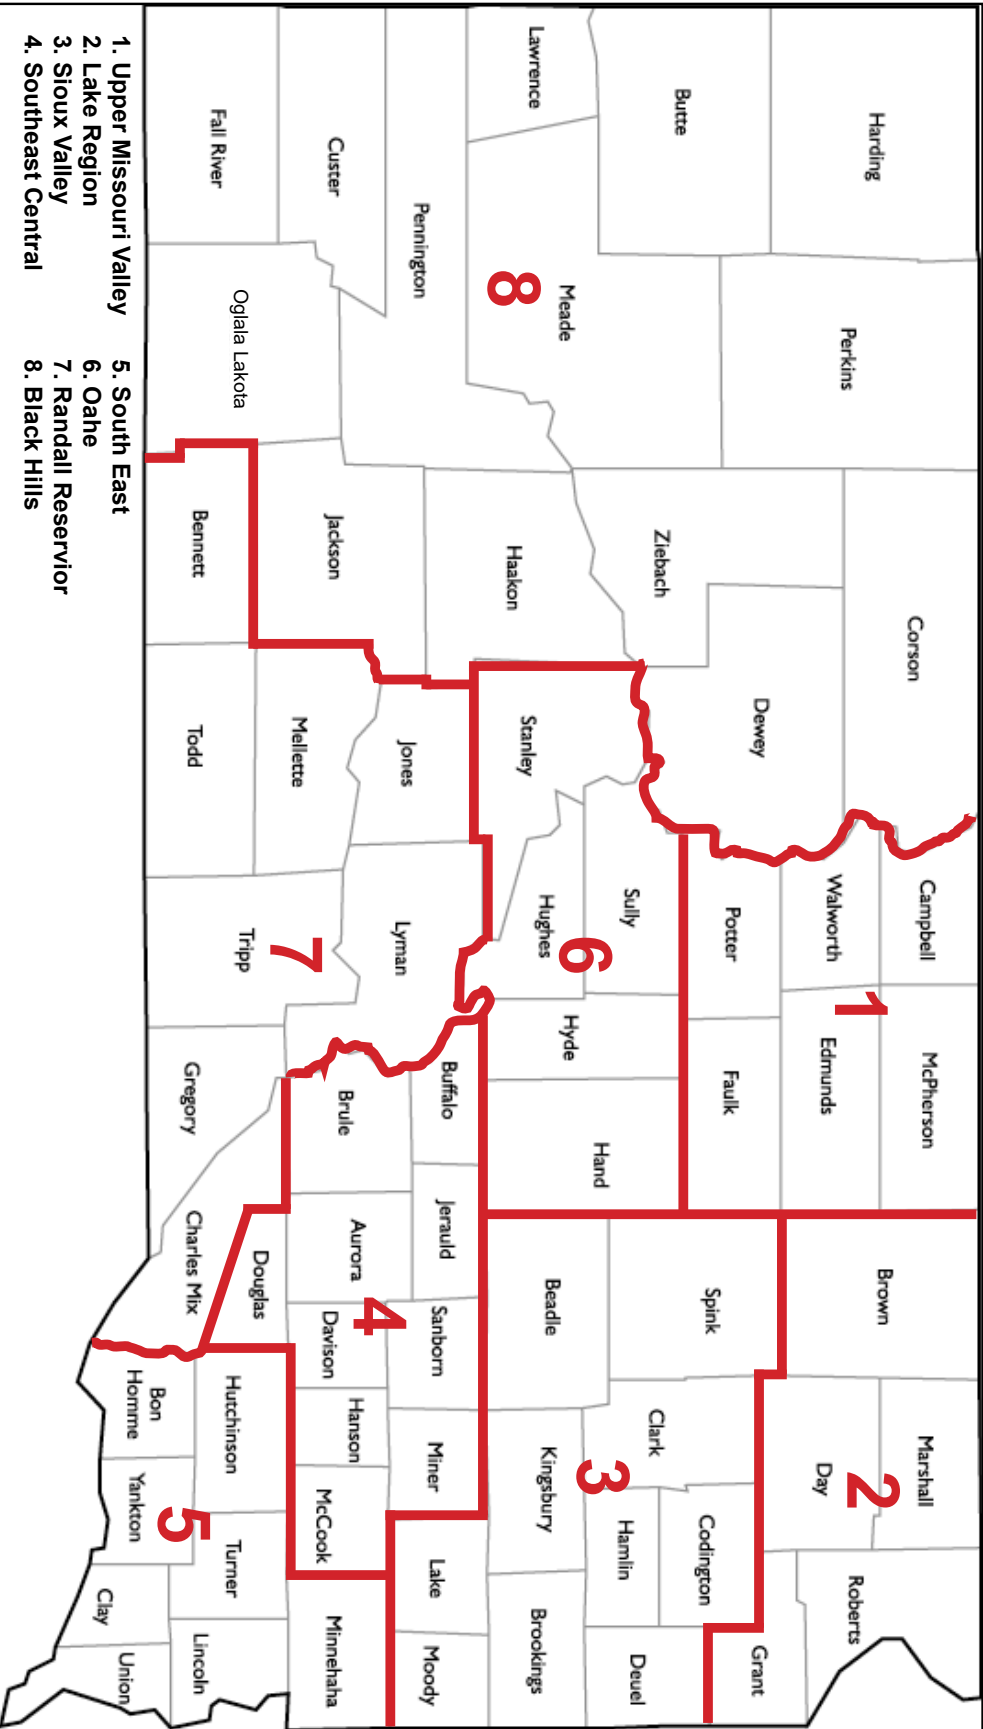 Harding
Perkins
Corson
Campbell
McPherson
Brown
Marshall
Roberts
Butte
Dewey
Walworth
Edmunds
Day
1
2
Potter
Faulk
Grant
Lawrence
Meade
Ziebach
Sully
Spink
Clark
Codington
8
Haakon
Stanley
Hughes
6
Hyde
Hand
Beadle
3
Hamlin
Deuel
Kingsbury
Brookings
Pennington
Jackson
Jones
Lyman
Buffalo
Jerauld
Sanborn
Miner
Lake
Moody
Custer
Brule
Aurora
4
Davison
Hanson
McCook
Minnehaha
Fall River
Oglala Lakota
Bennett
Mellette
Todd
7
Tripp
Gregory
Charles Mix
Douglas
Hutchinson
Turner
Lincoln
Bon
Homme
Yankton
5
Clay
Union
1. Upper Missouri Valley
2. Lake Region
3. Sioux Valley
4. Southeast Central
5. South East
6. Oahe
7. Randall Reservior
8. Black Hills